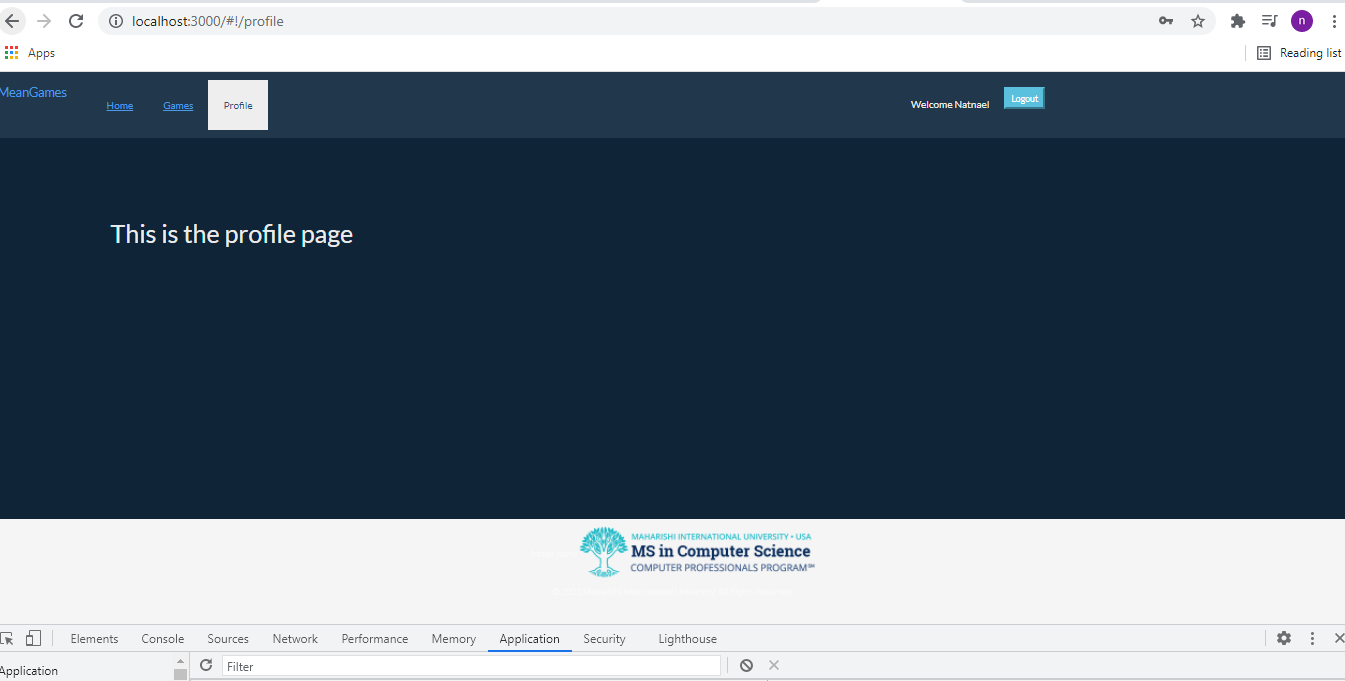 localhost:3000/#!/profile
n
Apps
Reading list
MeanGames
Home Games Profile
Welcome Natnael Logout
This is the profile page
MAHARISHI INTERNATIONAL UNIVERSITY • USA
MS in Computer Science
COMPUTER PROFESSIONALS PROGRAM℠
Elements Console Sources Network Performance Memory Application Security Lighthouse
Application
Filter